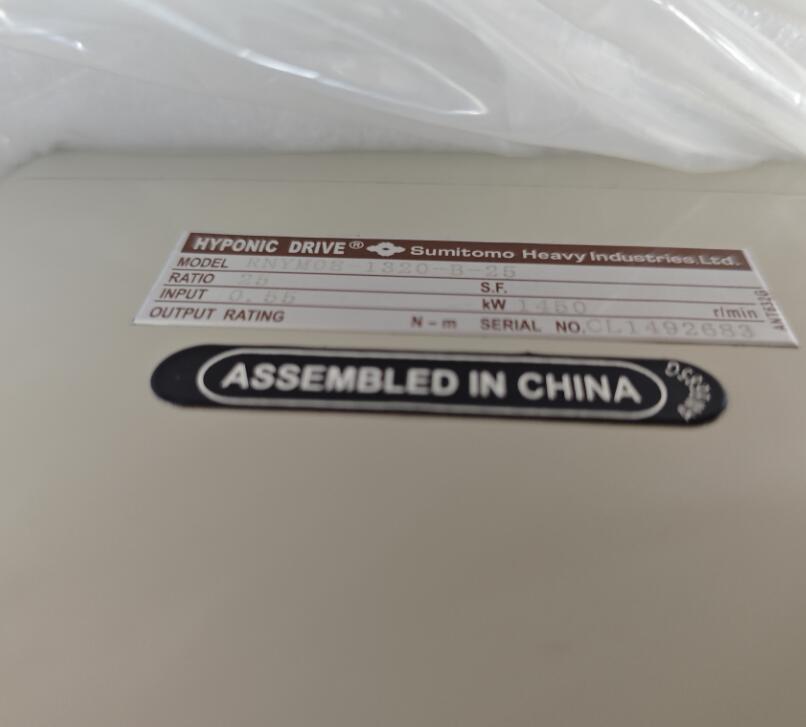 HYPONIC DRIVE® Sumitomo Heavy Industries, Ltd.
MODEL RNYM08-1320-B-25
RATIO 25 S.F.
INPUT 0.55 kW 1450 r/min
OUTPUT RATING N-m SERIAL NO. CL1492683
ANT632G
ASSEMBLED IN CHINA